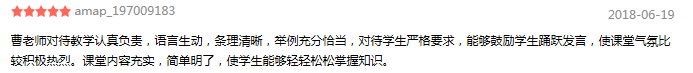 amap_197009183
2018-06-19
曹老师对待教学认真负责，语言生动，条理清晰，举例充分恰当，对待学生严格要求，能够鼓励学生踊跃发言，使课堂气氛比
较积极热烈。课堂内容充实，简单明了，使学生能够轻轻松松掌握知识。